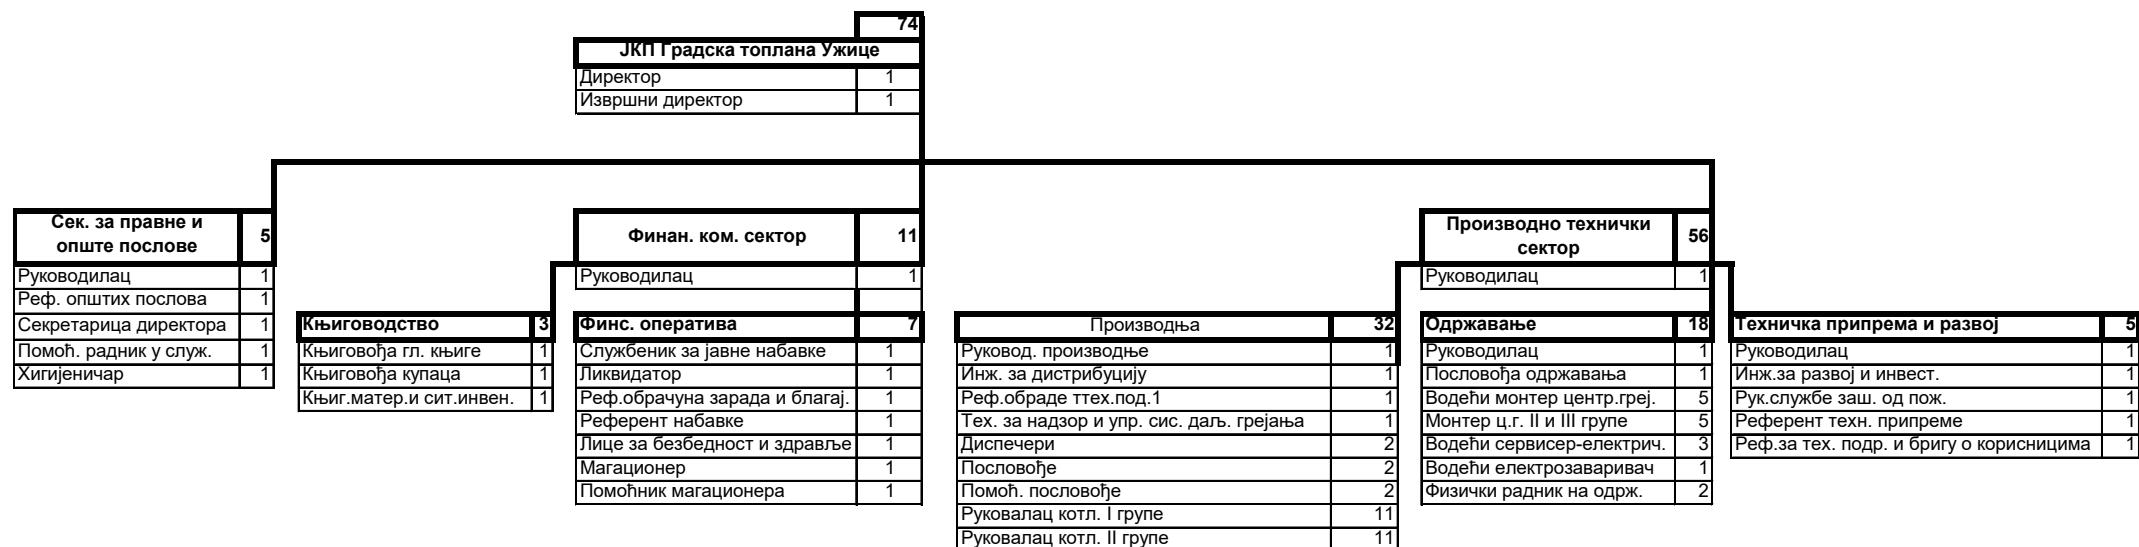 74
ЈКП Градска топлана Ужице
Директор 1
Извршни директор 1
Сек. за правне и
опште послове 5
Руководилац 1
Реф. општих послова 1
Секретарица директора 1
Помоћ. радник у служ. 1
Хигијеничар 1
Финан. ком. сектор 11
Руководилац 1
Књиговодство 3
Књиговођа гл. књиге 1
Књиговођа купаца 1
Књиг.матер.и сит.инвен. 1
Финс. оператива 7
Службеник за јавне набавке 1
Ликвидатор 1
Реф.обрачуна зарада и благај. 1
Референт набавке 1
Лице за безбедност и здравље 1
Магационер 1
Помоћник магационера 1
Производно технички
сектор 56
Руководилац 1
Производња 32
Руковод. производње 1
Инж. за дистрибуцију 1
Реф.обраде ттех.под.1 1
Тех. за надзор и упр. сис. даљ. грејања 1
Диспечери 2
Пословође 2
Помоћ. пословође 2
Руковалац котл. I групе 11
Руковалац котл. II групе 11
Одржавање 18
Руководилац 1
Пословођа одржавања 1
Водећи монтер центр.греј. 5
Монтер ц.г. II и III групе 5
Водећи сервисер-електрич. 3
Водећи електрозаваривач 1
Физички радник на одрж. 2
Техничка припрема и развој 5
Руководилац 1
Инж.за развој и инвест. 1
Рук.службе заш. од пож. 1
Референт техн. припреме 1
Реф.за тех. подр. и бригу о корисницима 1